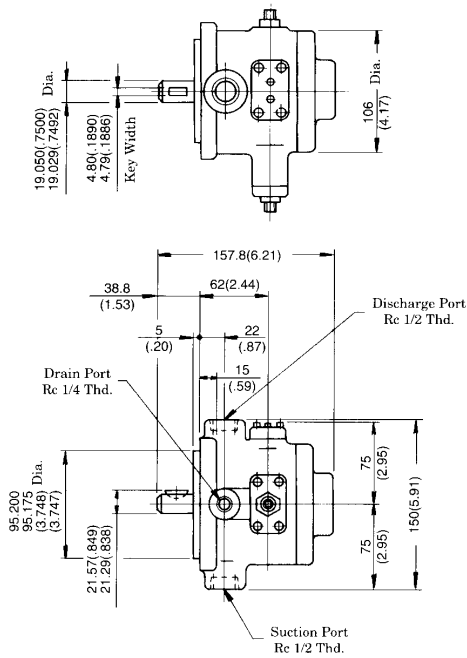 Dia.
19.050(.7500)
19.029(.7492)
4.80(.1890)
4.79(.1886)
Key Width
Dia.
106
(4.17)
157.8(6.21)
38.8
(1.53)
62(2.44)
Discharge Port
Rc 1/2 Thd.
5
(.20)
22
(.87)
Drain Port
Rc 1/4 Thd.
15
(.59)
Dia.
95.200
95.175
(3.748)
(3.747)
21.57(.849)
21.29(.838)
75
(2.95)
150(5.91)
75
(2.95)
Suction Port
Rc 1/2 Thd.